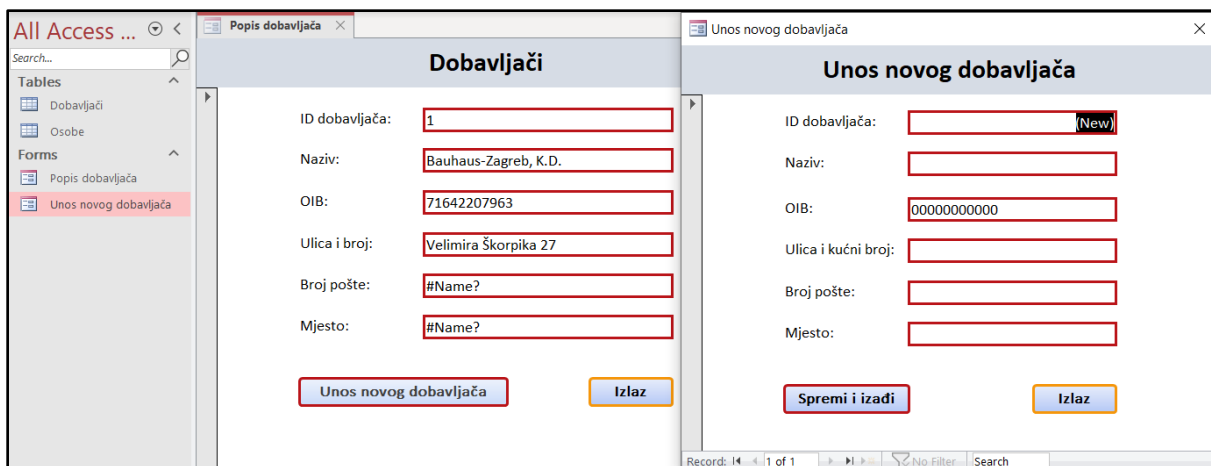 All Access ...
Search...
Tables
Dobavljači
Osobe
Forms
Popis dobavljača
Unos novog dobavljača
Popis dobavljača
Dobavljači
ID dobavljača: 1
Naziv: Bauhaus-Zagreb, K.D.
OIB: 71642207963
Ulica i broj: Velimira Škorpika 27
Broj pošte: #Name?
Mjesto: #Name?
Unos novog dobavljača Izlaz
Unos novog dobavljača
Unos novog dobavljača
ID dobavljača: (New)
Naziv:
OIB: 00000000000
Ulica i kućni broj:
Broj pošte:
Mjesto:
Spremi i izađi Izlaz
Record: 1 of 1 No Filter Search